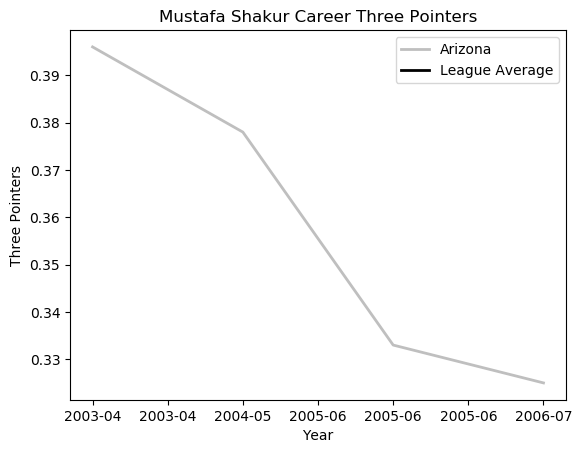 Mustafa Shakur Career Three Pointers
Arizona
League Average
Three Pointers
0.39
0.38
0.37
0.36
0.35
0.34
0.33
2003-04 2003-04 2004-05 2005-06 2005-06 2005-06 2006-07
Year